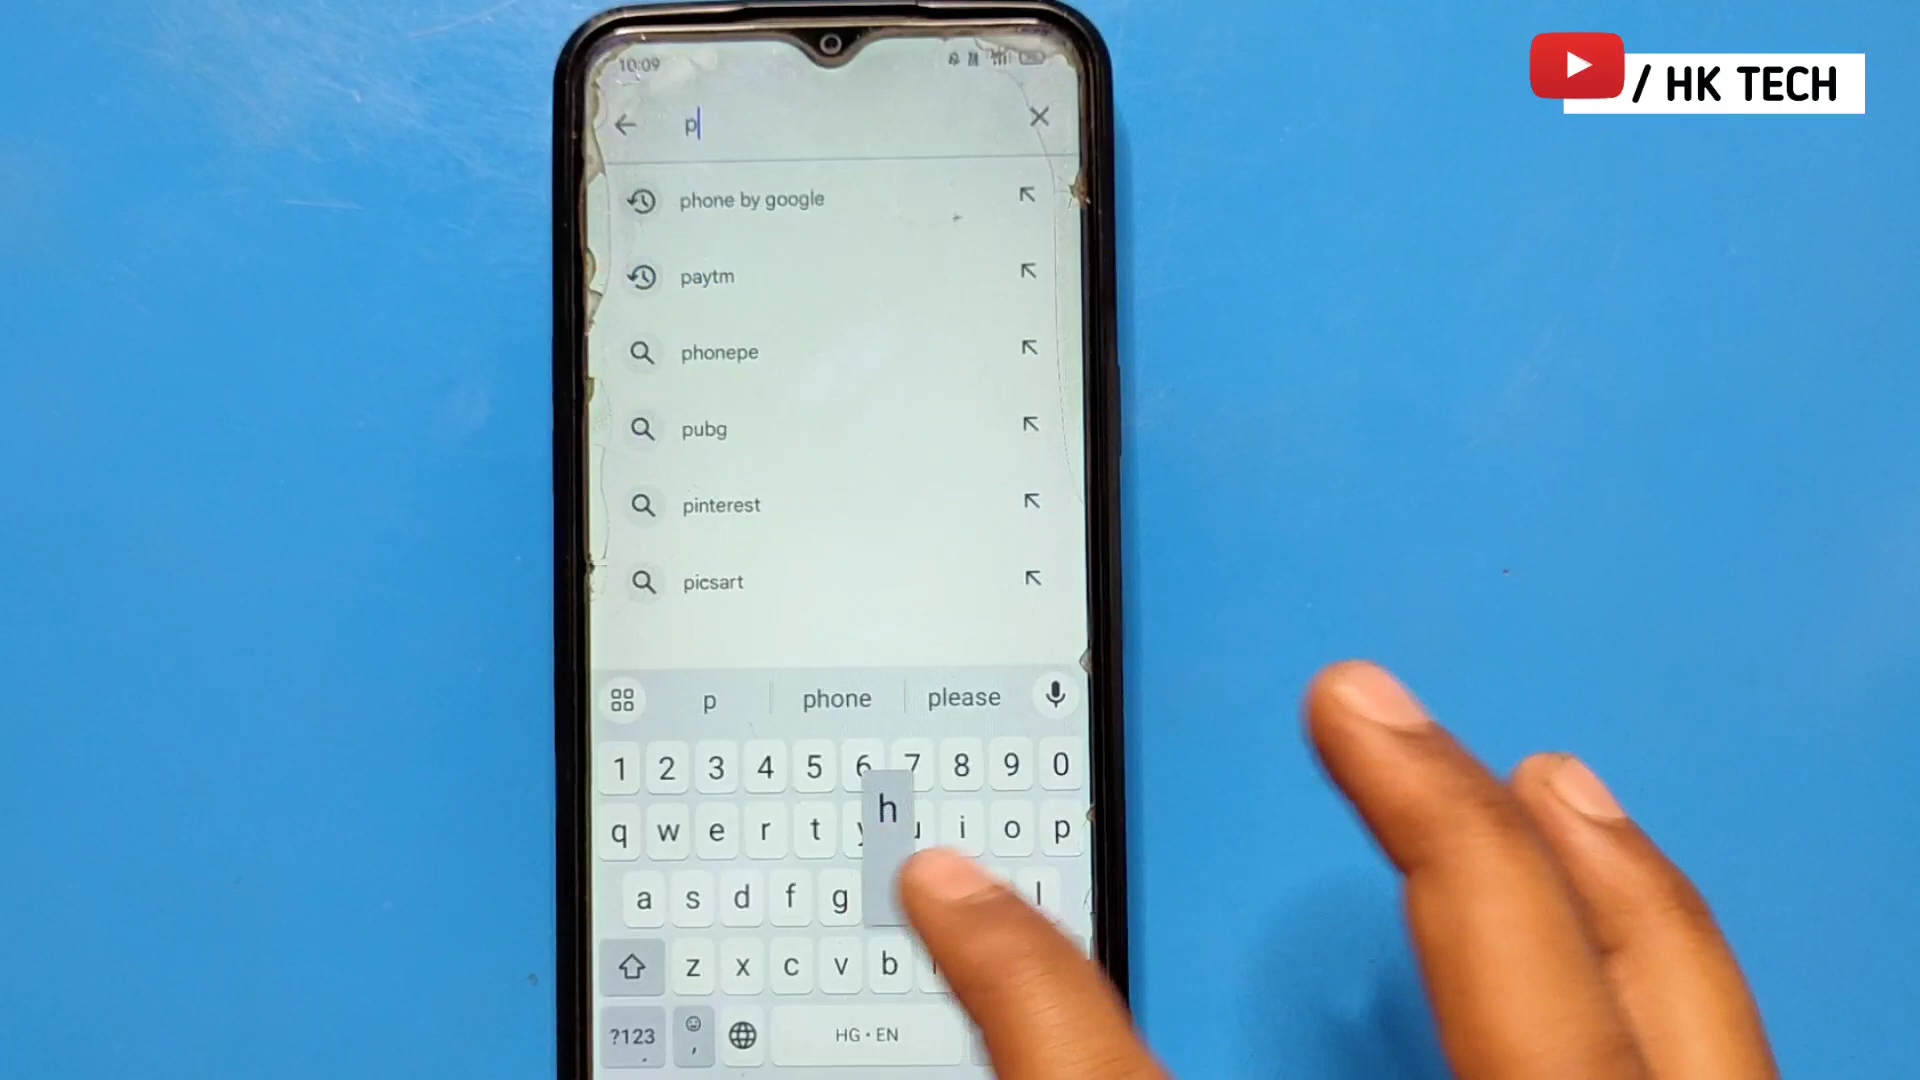 / HK TECH
10:09
p
phone by google
paytm
phonepe
pubg
pinterest
picsart
p phone please
1 2 3 4 5 6 7 8 9 0
h
q w e r t y u i o p
a s d f g l
z x c v b
?123 , HG • EN